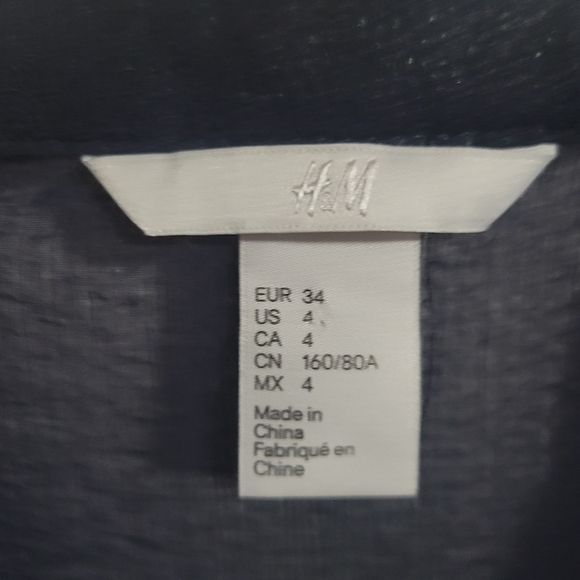 H&M
EUR 34
US 4
CA 4
CN 160/80A
MX 4
Made in
China
Fabriqué en
Chine